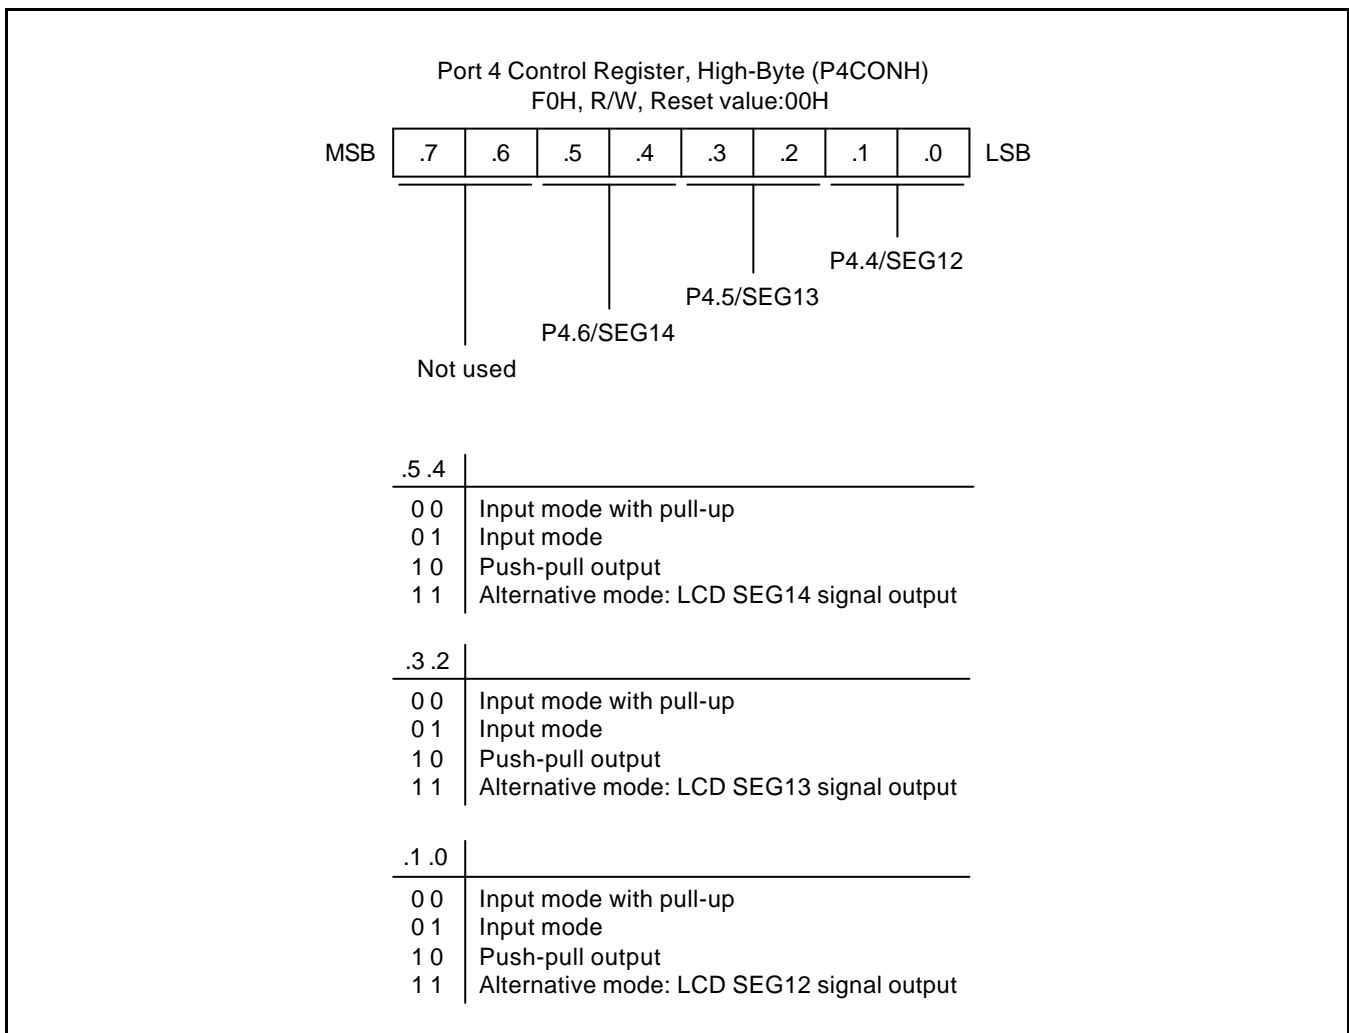 Port 4 Control Register, High-Byte (P4CONH)
F0H, R/W, Reset value:00H
MSB .7 .6 .5 .4 .3 .2 .1 .0 LSB
P4.4/SEG12
P4.5/SEG13
P4.6/SEG14
Not used
.5 .4
0 0 Input mode with pull-up
0 1 Input mode
1 0 Push-pull output
1 1 Alternative mode: LCD SEG14 signal output
.3 .2
0 0 Input mode with pull-up
0 1 Input mode
1 0 Push-pull output
1 1 Alternative mode: LCD SEG13 signal output
.1 .0
0 0 Input mode with pull-up
0 1 Input mode
1 0 Push-pull output
1 1 Alternative mode: LCD SEG12 signal output